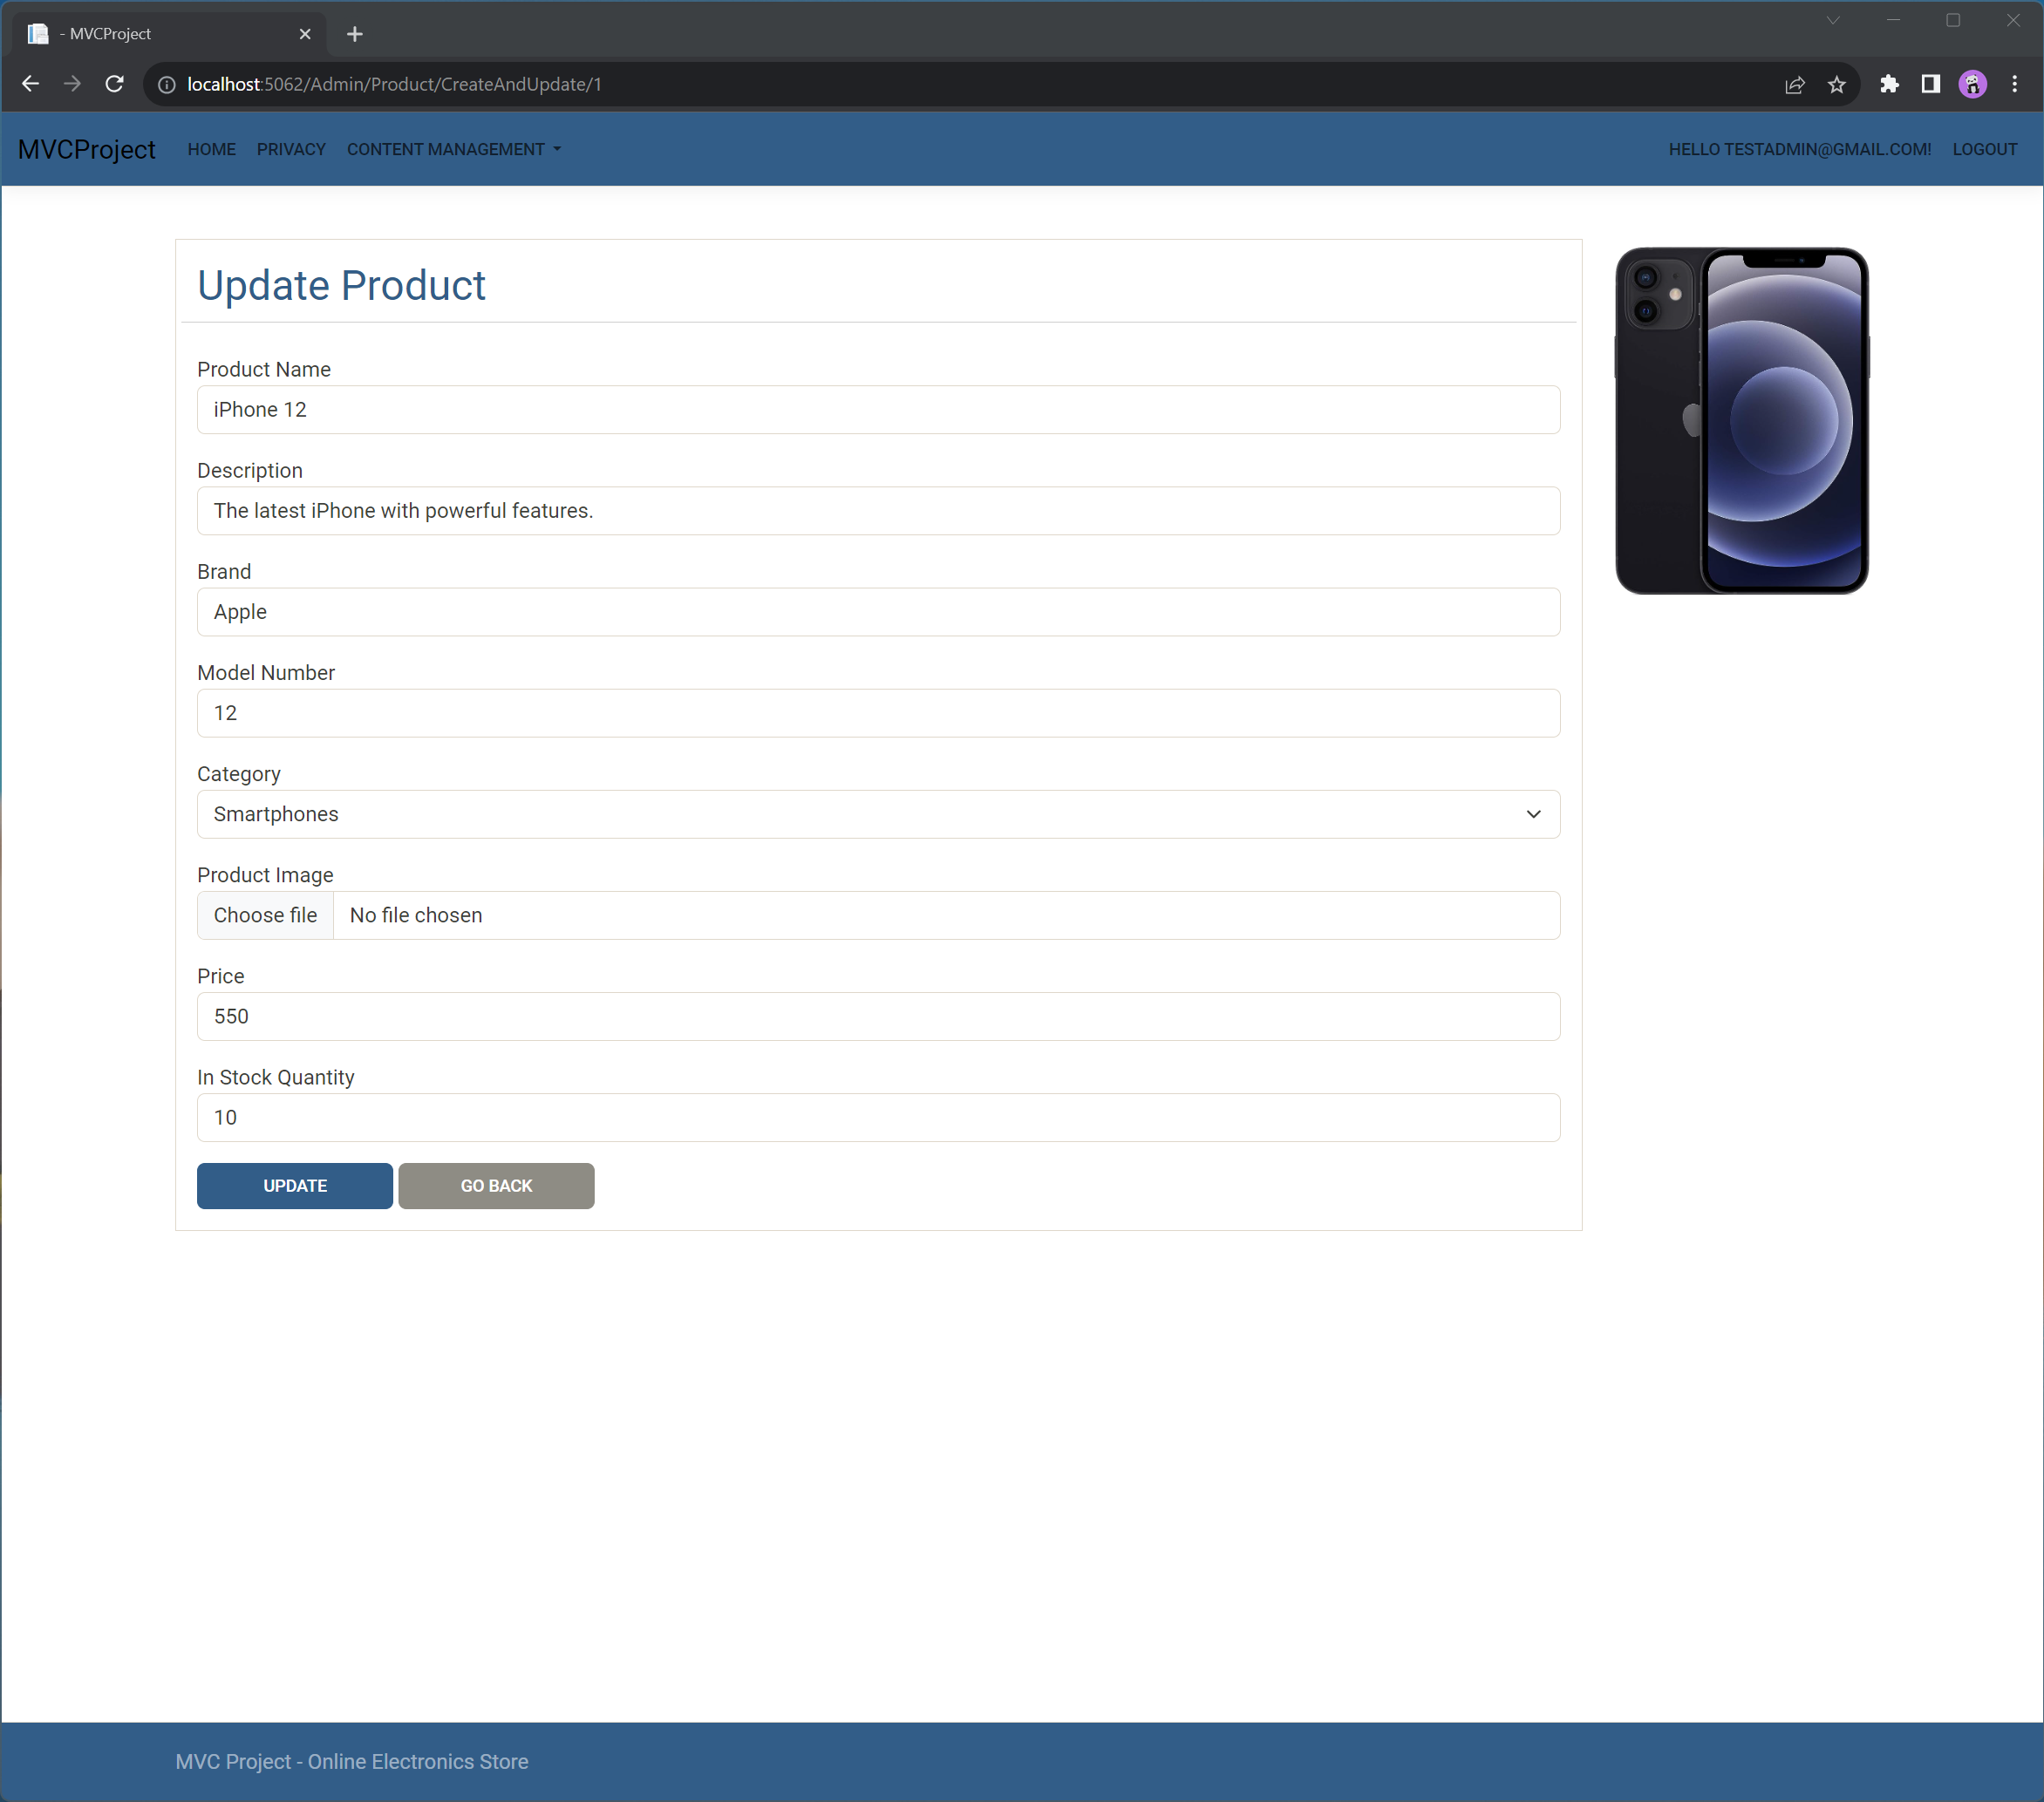 - MVCProject
localhost:5062/Admin/Product/CreateAndUpdate/1
MVCProject HOME PRIVACY CONTENT MANAGEMENT HELLO TESTADMIN@GMAIL.COM! LOGOUT
Update Product
Product Name
iPhone 12
Description
The latest iPhone with powerful features.
Brand
Apple
Model Number
12
Category
Smartphones
Product Image
Choose file No file chosen
Price
550
In Stock Quantity
10
UPDATE GO BACK
MVC Project - Online Electronics Store